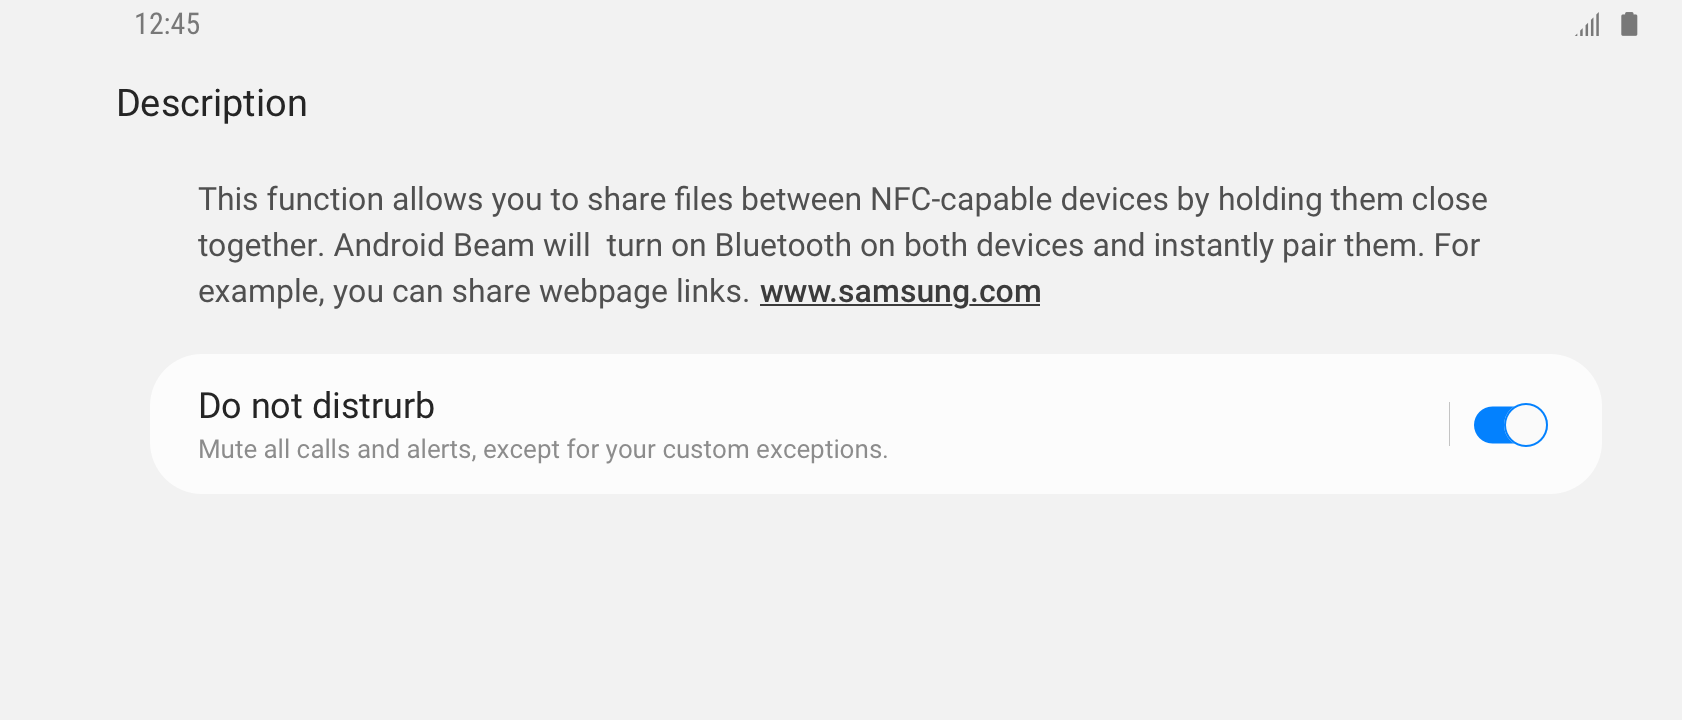 12:45
Description
This function allows you to share files between NFC-capable devices by holding them close
together. Android Beam will  turn on Bluetooth on both devices and instantly pair them. For
example, you can share webpage links. www.samsung.com
Do not distrurb
Mute all calls and alerts, except for your custom exceptions.